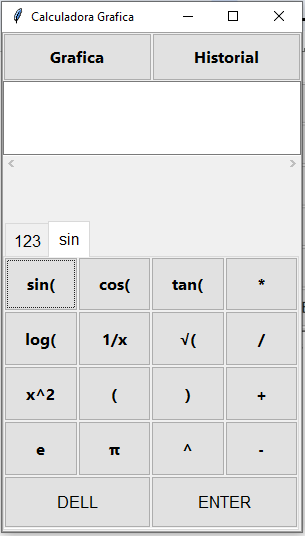 Calculadora Grafica
Grafica Historial
123 sin
sin( cos( tan( *
log( 1/x √( /
x^2 ( ) +
e π ^ -
DELL ENTER